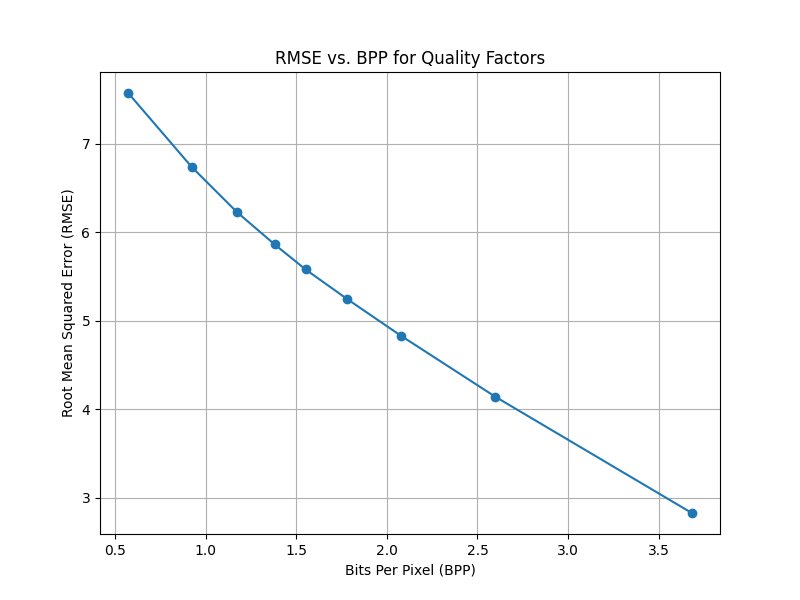 RMSE vs. BPP for Quality Factors
Root Mean Squared Error (RMSE)
7
6
5
4
3
0.5 1.0 1.5 2.0 2.5 3.0 3.5
Bits Per Pixel (BPP)